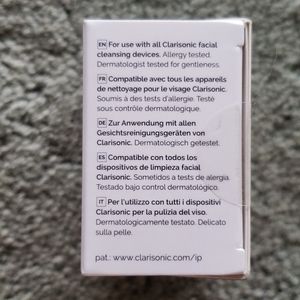 EN For use with all Clarisonic facial
cleansing devices. Allergy tested.
Dermatologist tested for gentleness.
FR Compatible avec tous les appareils
de nettoyage pour le visage Clarisonic.
Soumis à des tests d'allergie. Testé
sous contrôle dermatologique.
DE Zur Anwendung mit allen
Gesichtsreinigungsgeräten von
Clarisonic. Dermatologisch getestet.
ES Compatible con todos los
dispositivos de limpieza facial
Clarisonic. Sometidos a tests de alergia.
Testado bajo control dermatológico.
IT Per l'utilizzo con tutti i dispositivi
Clarisonic per la pulizia del viso.
Dermatologicamente testato. Delicato
sulla pelle.
pat.. www.clarisonic.com/ip